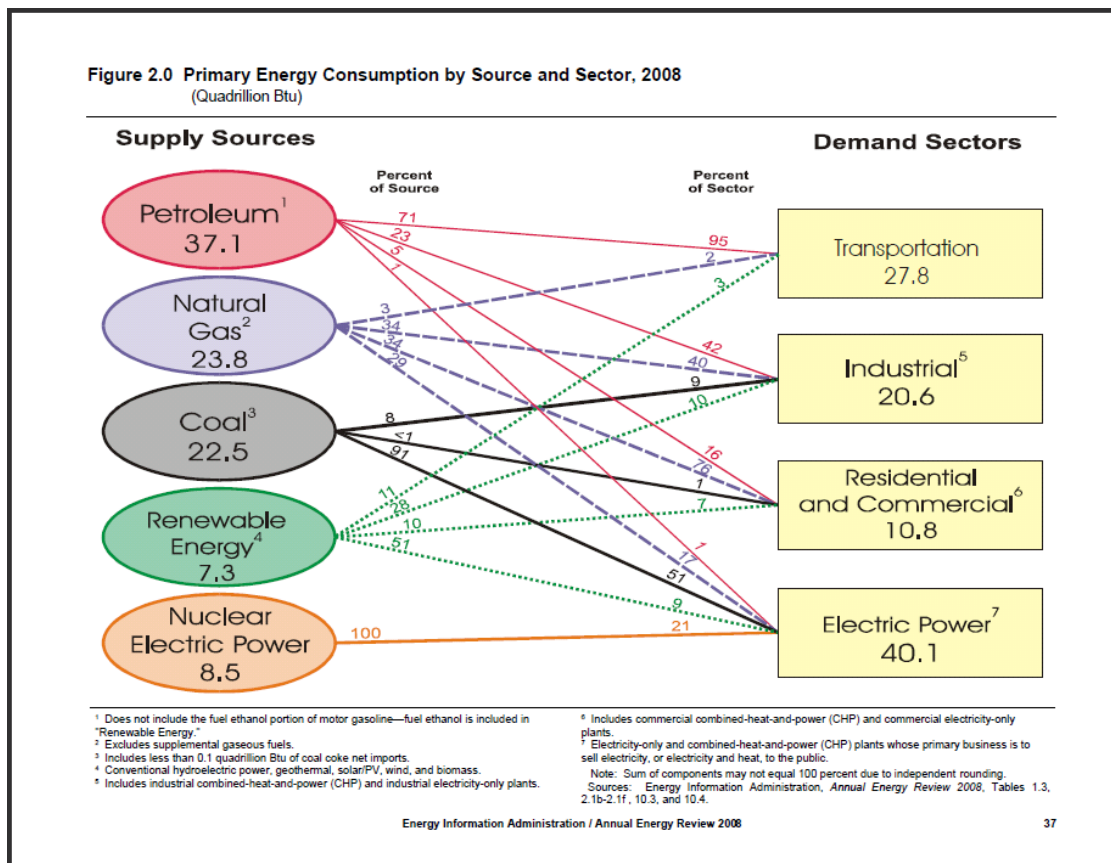 Figure 2.0 Primary Energy Consumption by Source and Sector, 2008
(Quadrillion Btu)
Supply Sources
Demand Sectors
Percent
of Source
Percent
of Sector
Petroleum1
37.1
Natural
Gas2
23.8
Coal3
22.5
Renewable
Energy4
7.3
Nuclear
Electric Power
8.5
71
23
5
1
3
34
34
29
8
<1
91
11
28
10
51
100
95
2
3
42
40
9
10
16
76
1
7
1
17
51
9
21
Transportation
27.8
Industrial5
20.6
Residential
and Commercial6
10.8
Electric Power7
40.1
1 Does not include the fuel ethanol portion of motor gasoline—fuel ethanol is included in
"Renewable Energy."
2 Excludes supplemental gaseous fuels.
3 Includes less than 0.1 quadrillion Btu of coal coke net imports.
4 Conventional hydroelectric power, geothermal, solar/PV, wind, and biomass.
5 Includes industrial combined-heat-and-power (CHP) and industrial electricity-only plants.
6 Includes commercial combined-heat-and-power (CHP) and commercial electricity-only
plants.
7 Electricity-only and combined-heat-and-power (CHP) plants whose primary business is to
sell electricity, or electricity and heat, to the public.
Note: Sum of components may not equal 100 percent due to independent rounding.
Sources: Energy Information Administration, Annual Energy Review 2008, Tables 1.3,
2.1b-2.1f , 10.3, and 10.4.
Energy Information Administration / Annual Energy Review 2008
37